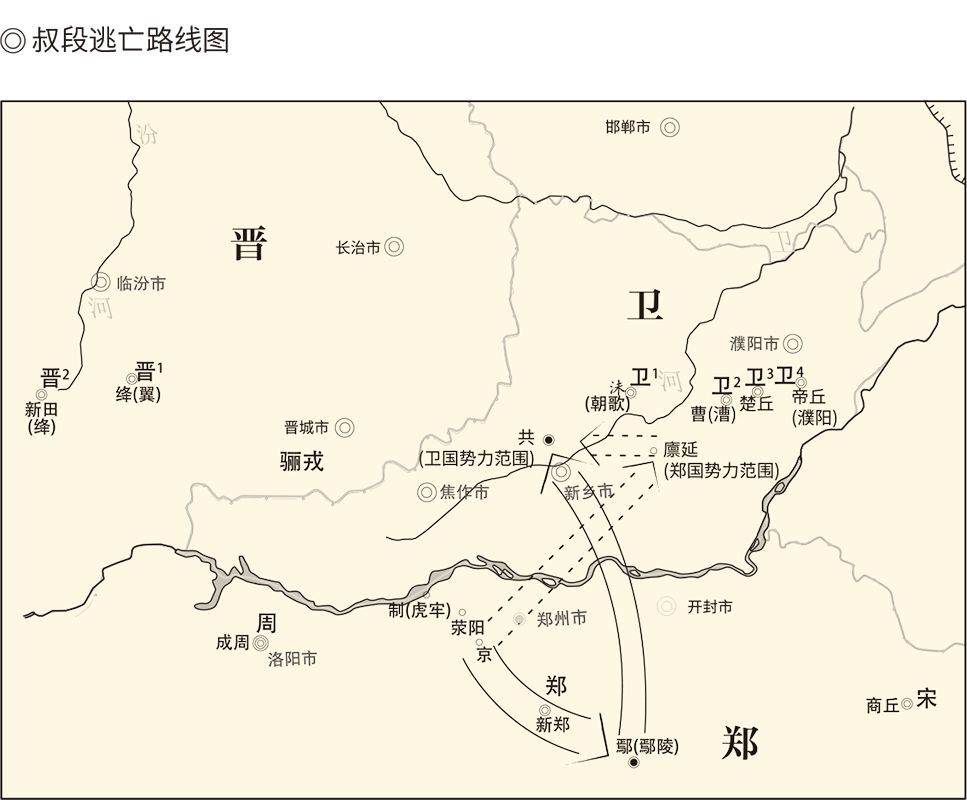 ◎ 叔段逃亡路线图
邯郸市
汾
晋
长治市
卫
临汾市
河
卫
濮阳市
晋2
晋1
绛(翼)
新田
(绛)
沬
卫1
河
(朝歌)
卫2
卫3
卫4
曹(漕)
楚丘
帝丘
(濮阳)
晋城市
骊戎
共
(卫国势力范围)
廪延
(郑国势力范围)
焦作市
新乡市
制(虎牢)
荥阳
京
郑州市
开封市
周
成周
洛阳市
郑
新郑
鄢(鄢陵)
郑
商丘
宋